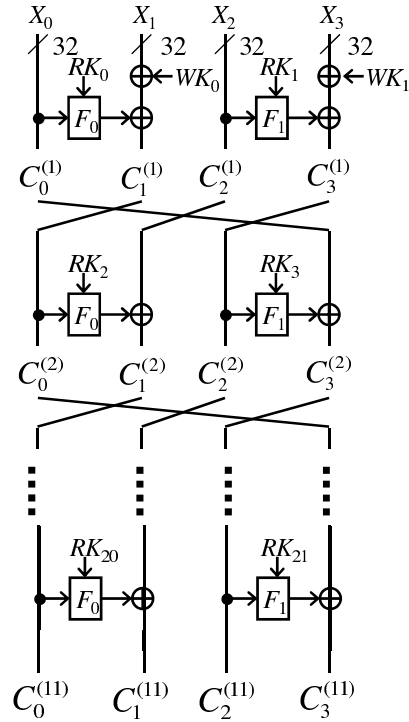 X₀ X₁ X₂ X₃
32 32 32 32
RK₀ WK₀ RK₁ WK₁
F₀ F₁
C₀⁽¹⁾ C₁⁽¹⁾ C₂⁽¹⁾ C₃⁽¹⁾
RK₂ RK₃
F₀ F₁
C₀⁽²⁾ C₁⁽²⁾ C₂⁽²⁾ C₃⁽²⁾
RK₂₀ RK₂₁
F₀ F₁
C₀⁽¹¹⁾ C₁⁽¹¹⁾ C₂⁽¹¹⁾ C₃⁽¹¹⁾